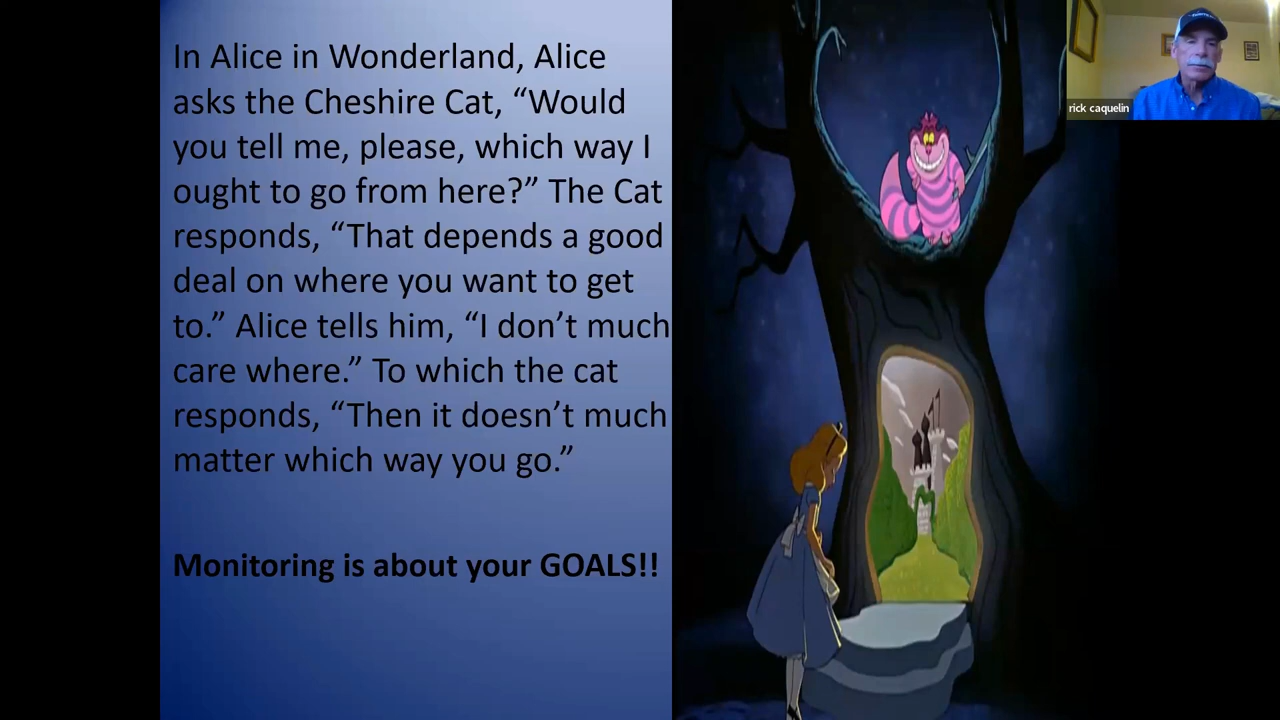 In Alice in Wonderland, Alice
asks the Cheshire Cat, “Would
you tell me, please, which way I
ought to go from here?” The Cat
responds, “That depends a good
deal on where you want to get
to.” Alice tells him, “I don’t much
care where.” To which the cat
responds, “Then it doesn’t much
matter which way you go.”
Monitoring is about your GOALS!!
rick caquelin